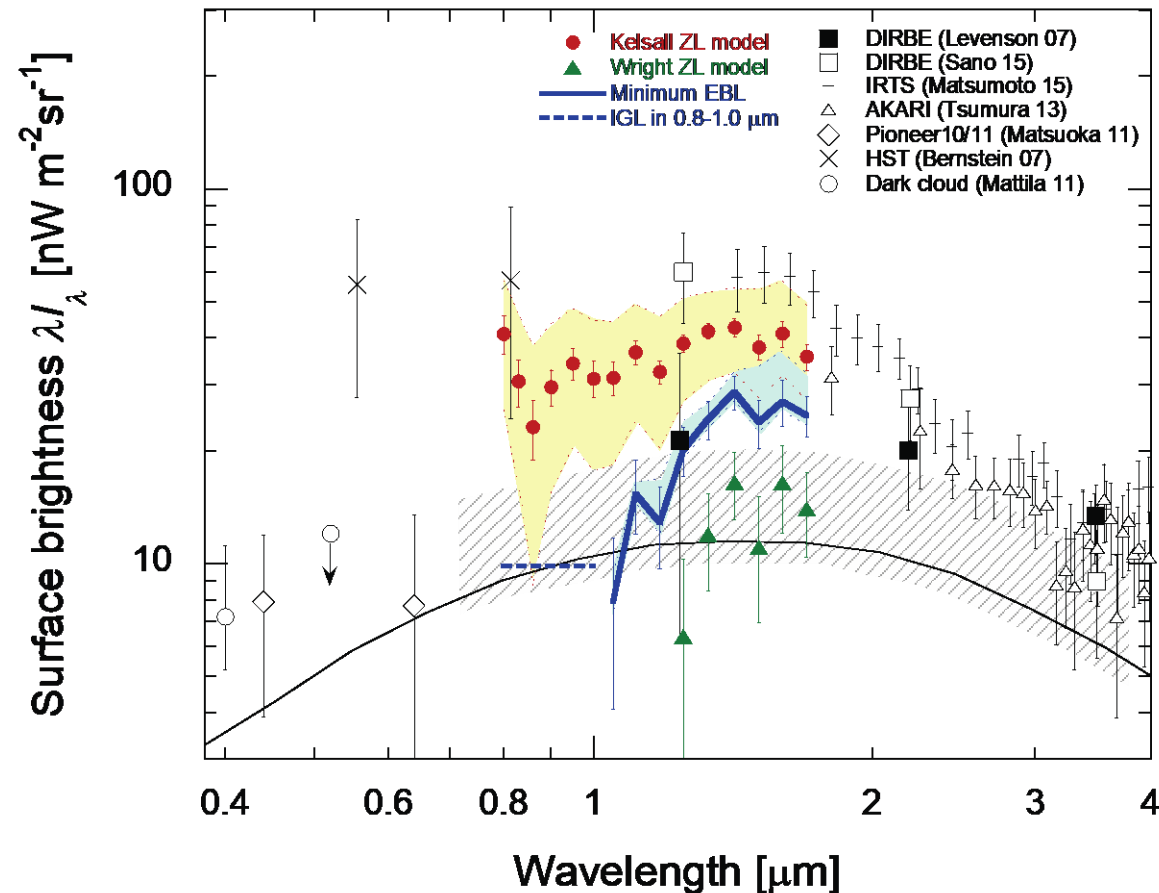 Kelsall ZL model
Wright ZL model
Minimum EBL
IGL in 0.8-1.0 μm
DIRBE (Levenson 07)
DIRBE (Sano 15)
IRTS (Matsumoto 15)
AKARI (Tsumura 13)
Pioneer10/11 (Matsuoka 11)
HST (Bernstein 07)
Dark cloud (Mattila 11)
Surface brightness λI_λ [nW m⁻²sr⁻¹]
100
10
0.4 0.6 0.8 1 2 3 4
Wavelength [μm]